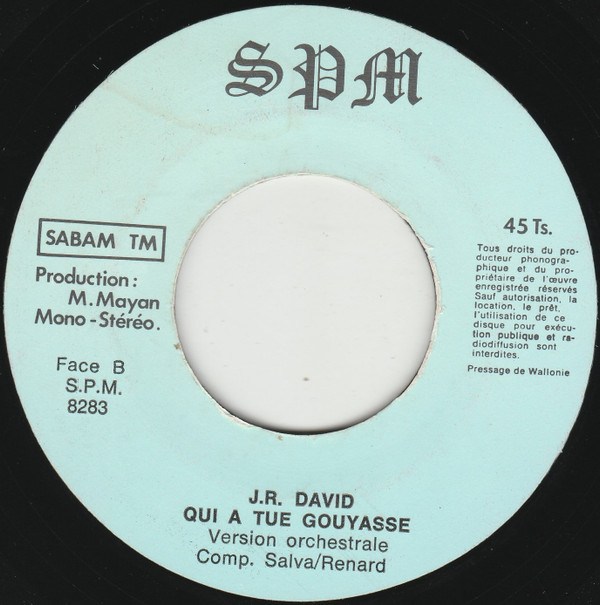 SPM
SABAM TM
Production:
M. Mayan
Mono-Stéréo.
Face B
S.P.M.
8283
45 Ts.
Tous droits du pro-
ducteur phonogra-
phique et du pro-
priétaire de l'œuvre
enregistrée réservés
Sauf autorisation, la
location, le prêt,
l'utilisation de ce
disque pour exécu-
tion publique et ra-
diodiffusion sont
interdites.
Pressage de Wallonie
J.R. DAVID
QUI A TUE GOUYASSE
Version orchestrale
Comp. Salva/Renard